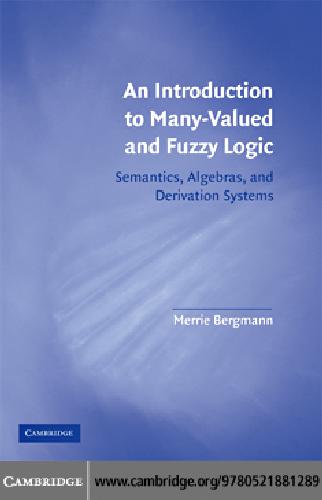 An Introduction
to Many-Valued
and Fuzzy Logic
Semantics, Algebras, and
Derivation Systems
Merrie Bergmann
CAMBRIDGE
CAMBRIDGE www.cambridge.org/9780521881289